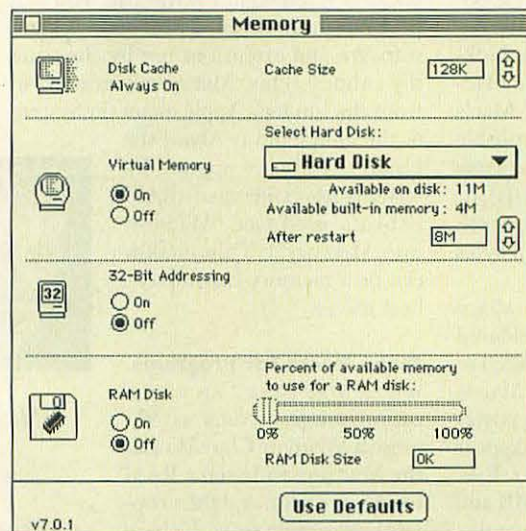 Memory
Disk Cache
Always On
Cache Size 128K
Select Hard Disk:
Hard Disk
Virtual Memory
On
Off
Available on disk: 11M
Available built-in memory: 4M
After restart 8M
32-Bit Addressing
32
On
Off
Percent of available memory
to use for a RAM disk:
RAM Disk
On
Off
0% 50% 100%
RAM Disk Size 0K
Use Defaults
v7.0.1